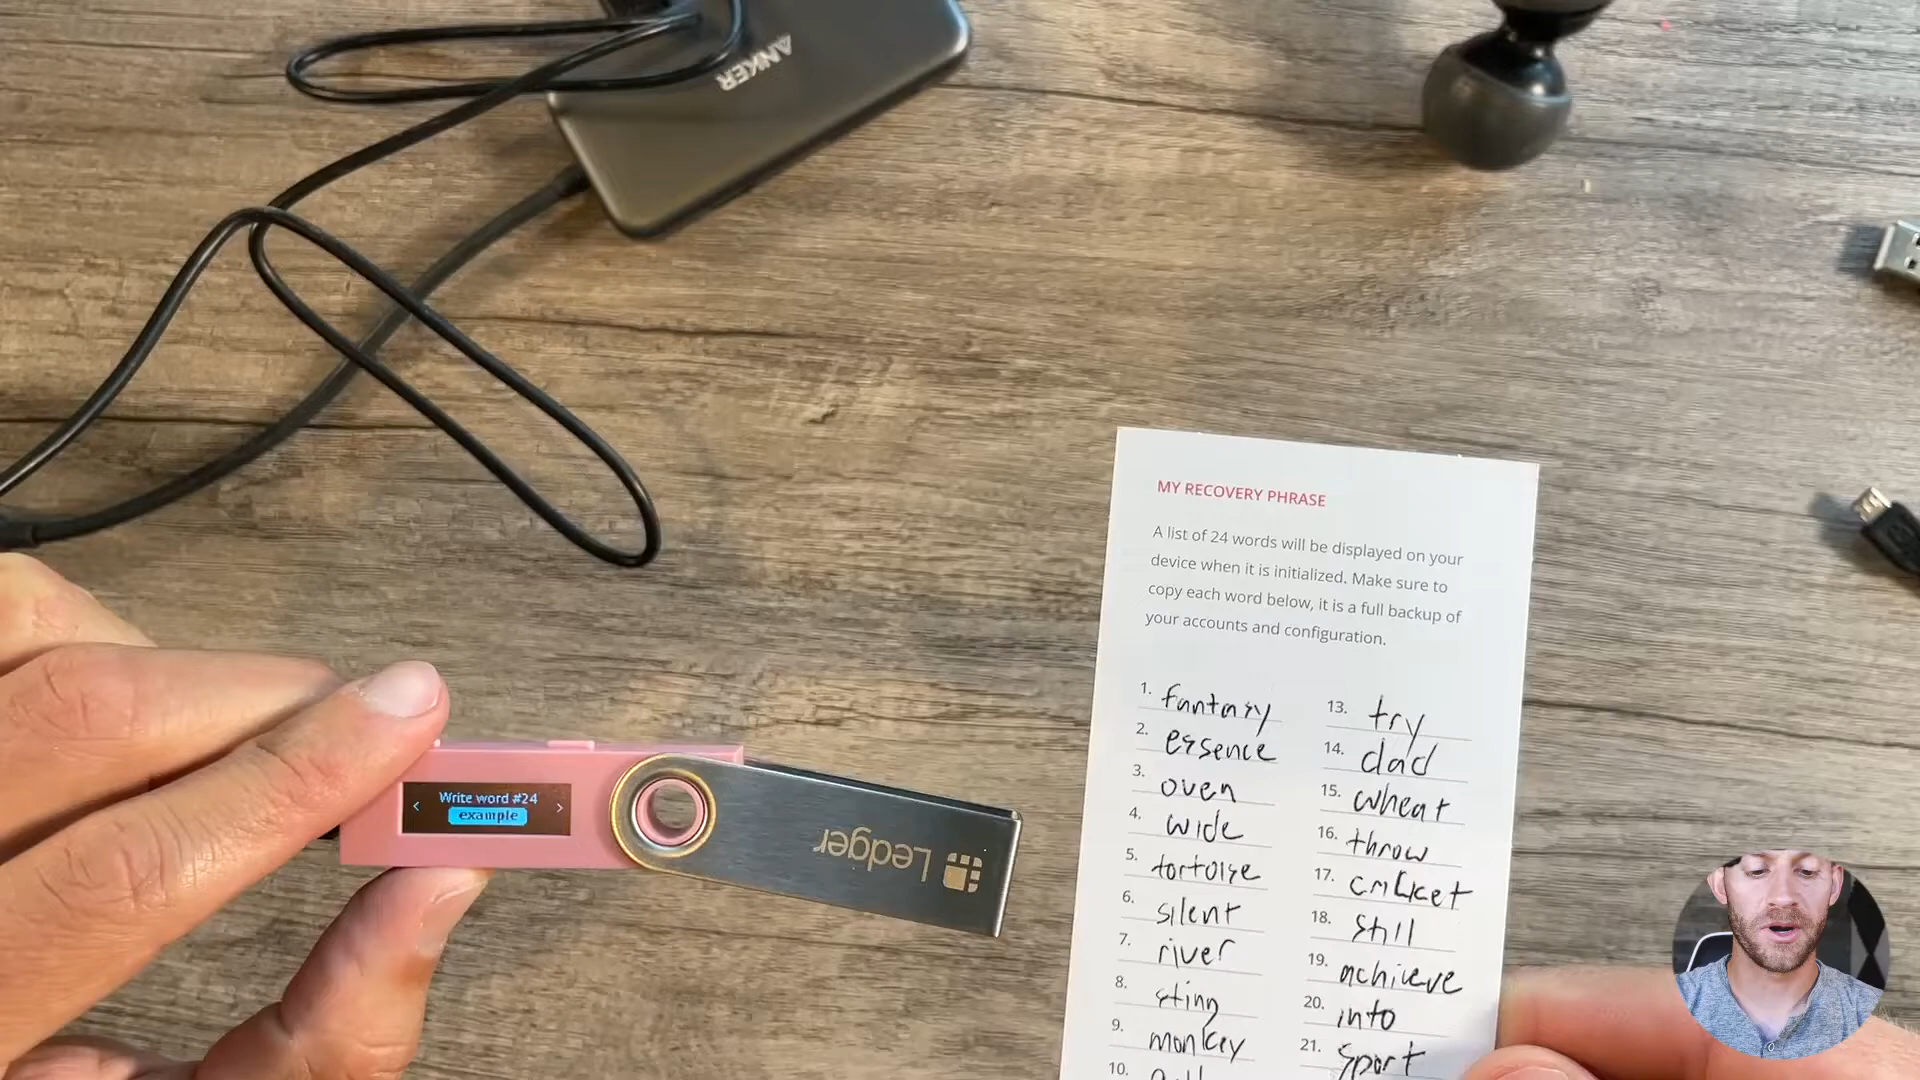 ANKER
MY RECOVERY PHRASE
A list of 24 words will be displayed on your
device when it is initialized. Make sure to
copy each word below, it is a full backup of
your accounts and configuration.
1. fantasy
2. essence
3. oven
4. wide
5. tortoise
6. silent
7. river
8. sting
9. monkey
10.
13. try
14. dad
15. wheat
16. throw
17. cricket
18. still
19. achieve
20. into
21. sport
Write word #24
example
Ledger